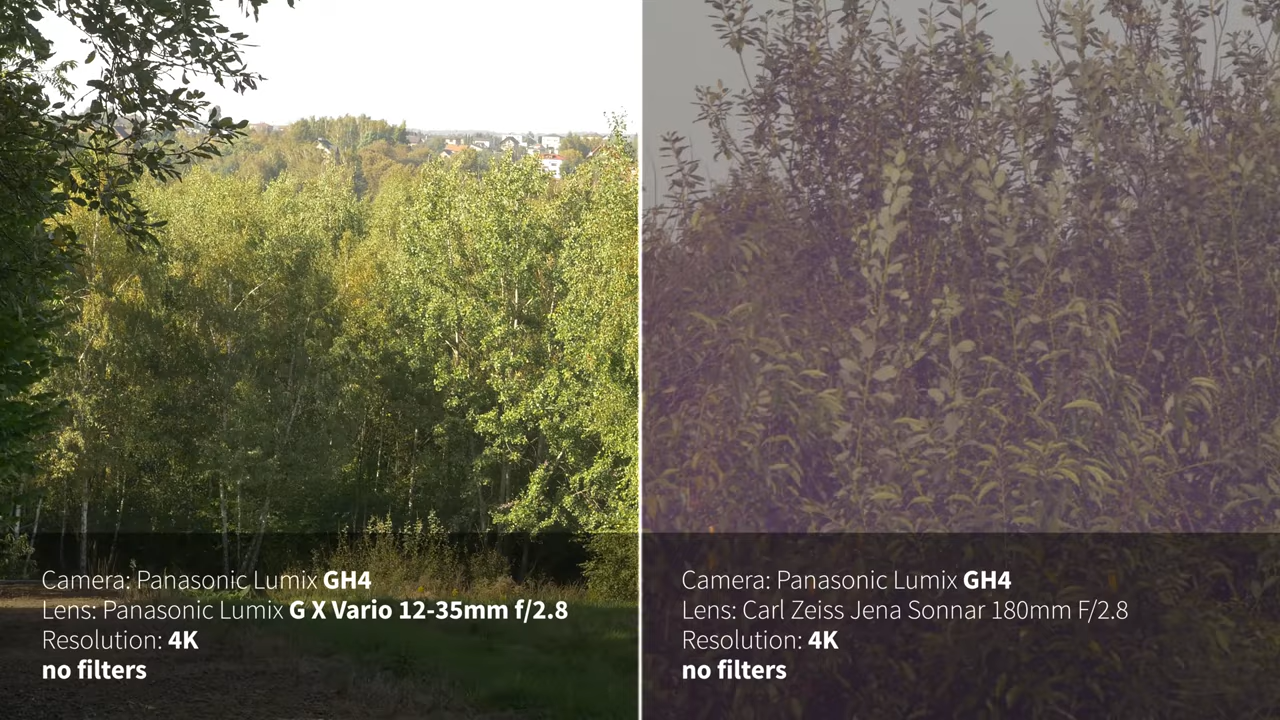 Camera: Panasonic Lumix GH4
Lens: Panasonic Lumix G X Vario 12-35mm f/2.8
Resolution: 4K
no filters
Camera: Panasonic Lumix GH4
Lens: Carl Zeiss Jena Sonnar 180mm F/2.8
Resolution: 4K
no filters